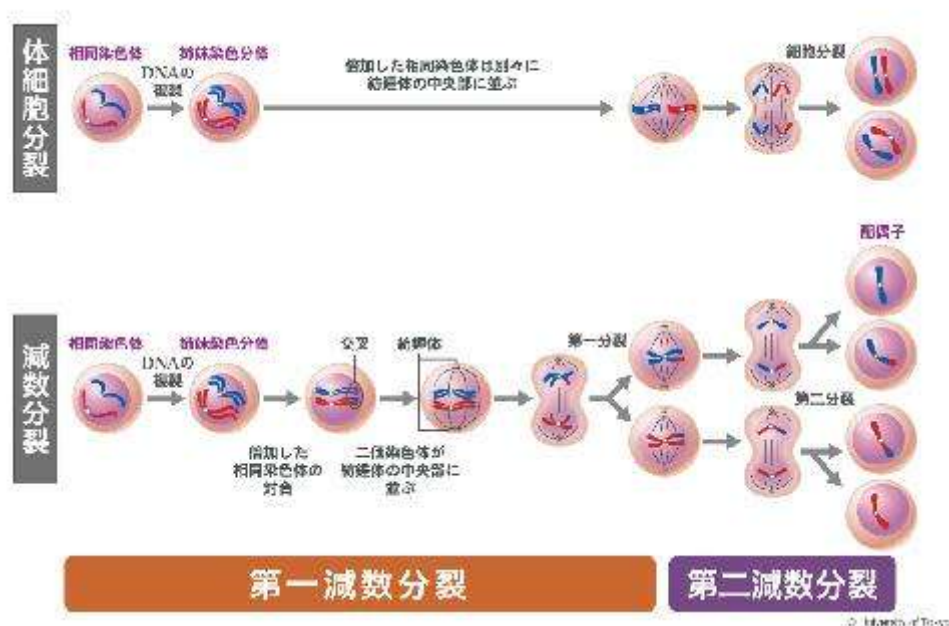 体細胞分裂
相同染色体
姉妹染色分体
DNAの
複製
倍加した相同染色体は別々に
紡錘体の中央部に並ぶ
細胞分裂
減数分裂
相同染色体
姉妹染色分体
DNAの
複製
交叉
紡錘体
第一分裂
配偶子
第二分裂
倍加した
相同染色体の
対合
二価染色体が
紡錘体の中央部に
並ぶ
第一減数分裂
第二減数分裂
University of Tokyo